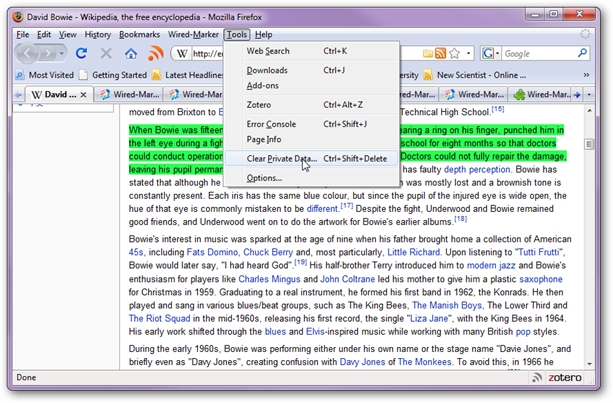 David Bowie - Wikipedia, the free encyclopedia - Mozilla Firefox
File Edit View History Bookmarks Wired-Marker Tools Help
W http://e
G Google
Most Visited Getting Started Latest Headlines ersity New Scientist - Online ...
W David ... Wired-Mar... Wired-Mar... Wired-Mar...
Web Search Ctrl+K
Downloads Ctrl+J
Add-ons
Zotero Ctrl+Alt+Z
Error Console Ctrl+Shift+J
Page Info
Clear Private Data... Ctrl+Shift+Delete
Options...
moved from Brixton to Technical High School.[15]
When Bowie was fifteen earing a ring on his finger, punched him in
the left eye during a figh school for eight months so that doctors
could conduct operation Doctors could not fully repair the damage,
leaving his pupil perman has faulty depth perception. Bowie has
stated that although he on was mostly lost and a brownish tone is
constantly present. Each iris has the same blue colour, but since the pupil of the injured eye is wide open, the
hue of that eye is commonly mistaken to be different.[17] Despite the fight, Underwood and Bowie remained
good friends, and Underwood went on to do the artwork for Bowie's earlier albums.[18]
Bowie's interest in music was sparked at the age of nine when his father brought home a collection of American
45s, including Fats Domino, Chuck Berry and, most particularly, Little Richard. Upon listening to "Tutti Frutti",
Bowie would later say, "I had heard God".[19] His half-brother Terry introduced him to modern jazz and Bowie's
enthusiasm for players like Charles Mingus and John Coltrane led his mother to give him a plastic saxophone
for Christmas in 1959. Graduating to a real instrument, he formed his first band in 1962, the Konrads. He then
played and sang in various blues/beat groups, such as The King Bees, The Manish Boys, The Lower Third and
The Riot Squad in the mid-1960s, releasing his first record, the single "Liza Jane", with the King Bees in 1964.
His early work shifted through the blues and Elvis-inspired music while working with many British pop styles.
During the early 1960s, Bowie was performing either under his own name or the stage name "Davie Jones", and
briefly even as "Davy Jones", creating confusion with Davy Jones of The Monkees. To avoid this, in 1966 he
Done
zotero